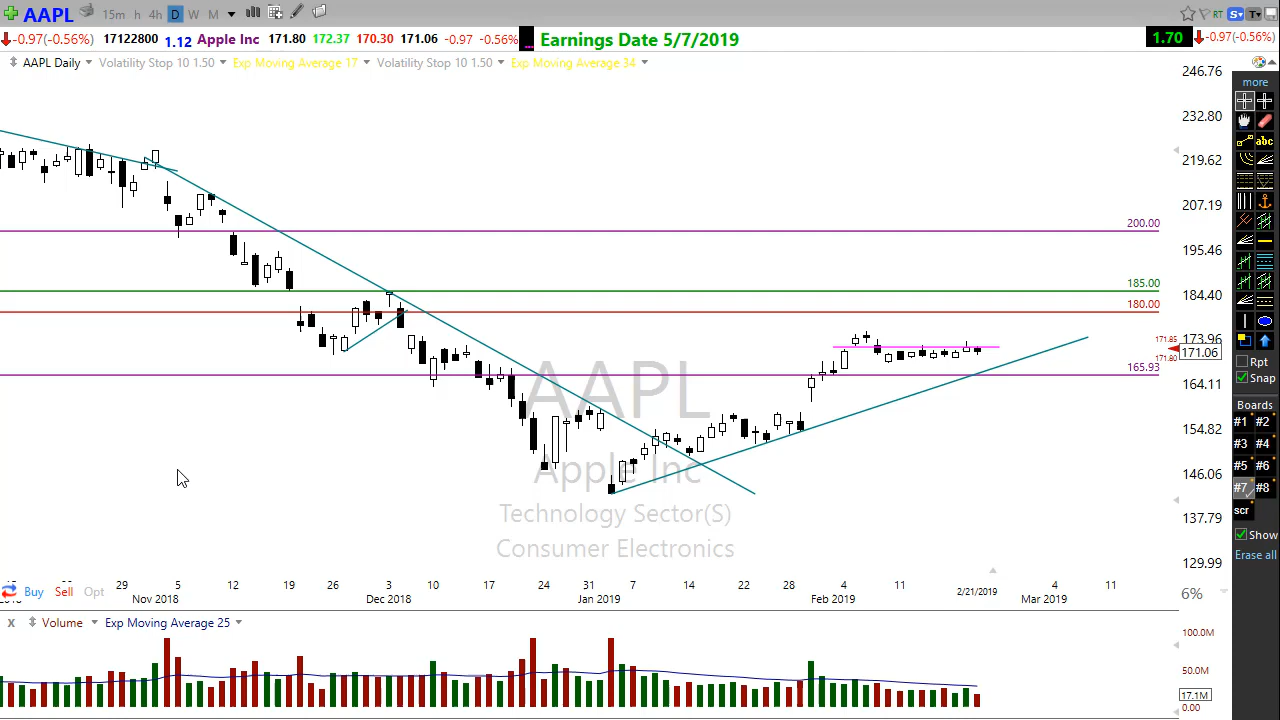 AAPL 15m h 4h D W M RT S T
-0.97(-0.56%) 17122800 1.12 Apple Inc 171.80 172.37 170.30 171.06 -0.97 -0.56% ... Earnings Date 5/7/2019 1.70 -0.97(-0.56%)
AAPL Daily Volatility Stop 10 1.50 Exp Moving Average 17 Volatility Stop 10 1.50 Exp Moving Average 34
246.76
more
232.80
abc
219.62
207.19
200.00
195.46
185.00
184.40
180.00
173.96
171.85
171.06
171.80
Rpt
165.93
Snap
164.11
AAPL
Boards
#1 #2
154.82
#3 #4
Apple Inc
#5 #6
146.06
#7 #8
Technology Sector(S)
scr
137.79
Show
Consumer Electronics
Erase all
129.99
29 5 12 19 26 3 10 17 24 31 7 14 22 28 4 11 4 11
Buy Sell Opt
2/21/2019
6%
Nov 2018 Dec 2018 Jan 2019 Feb 2019 Mar 2019
x Volume Exp Moving Average 25
100.0M
50.0M
17.1M
0.00